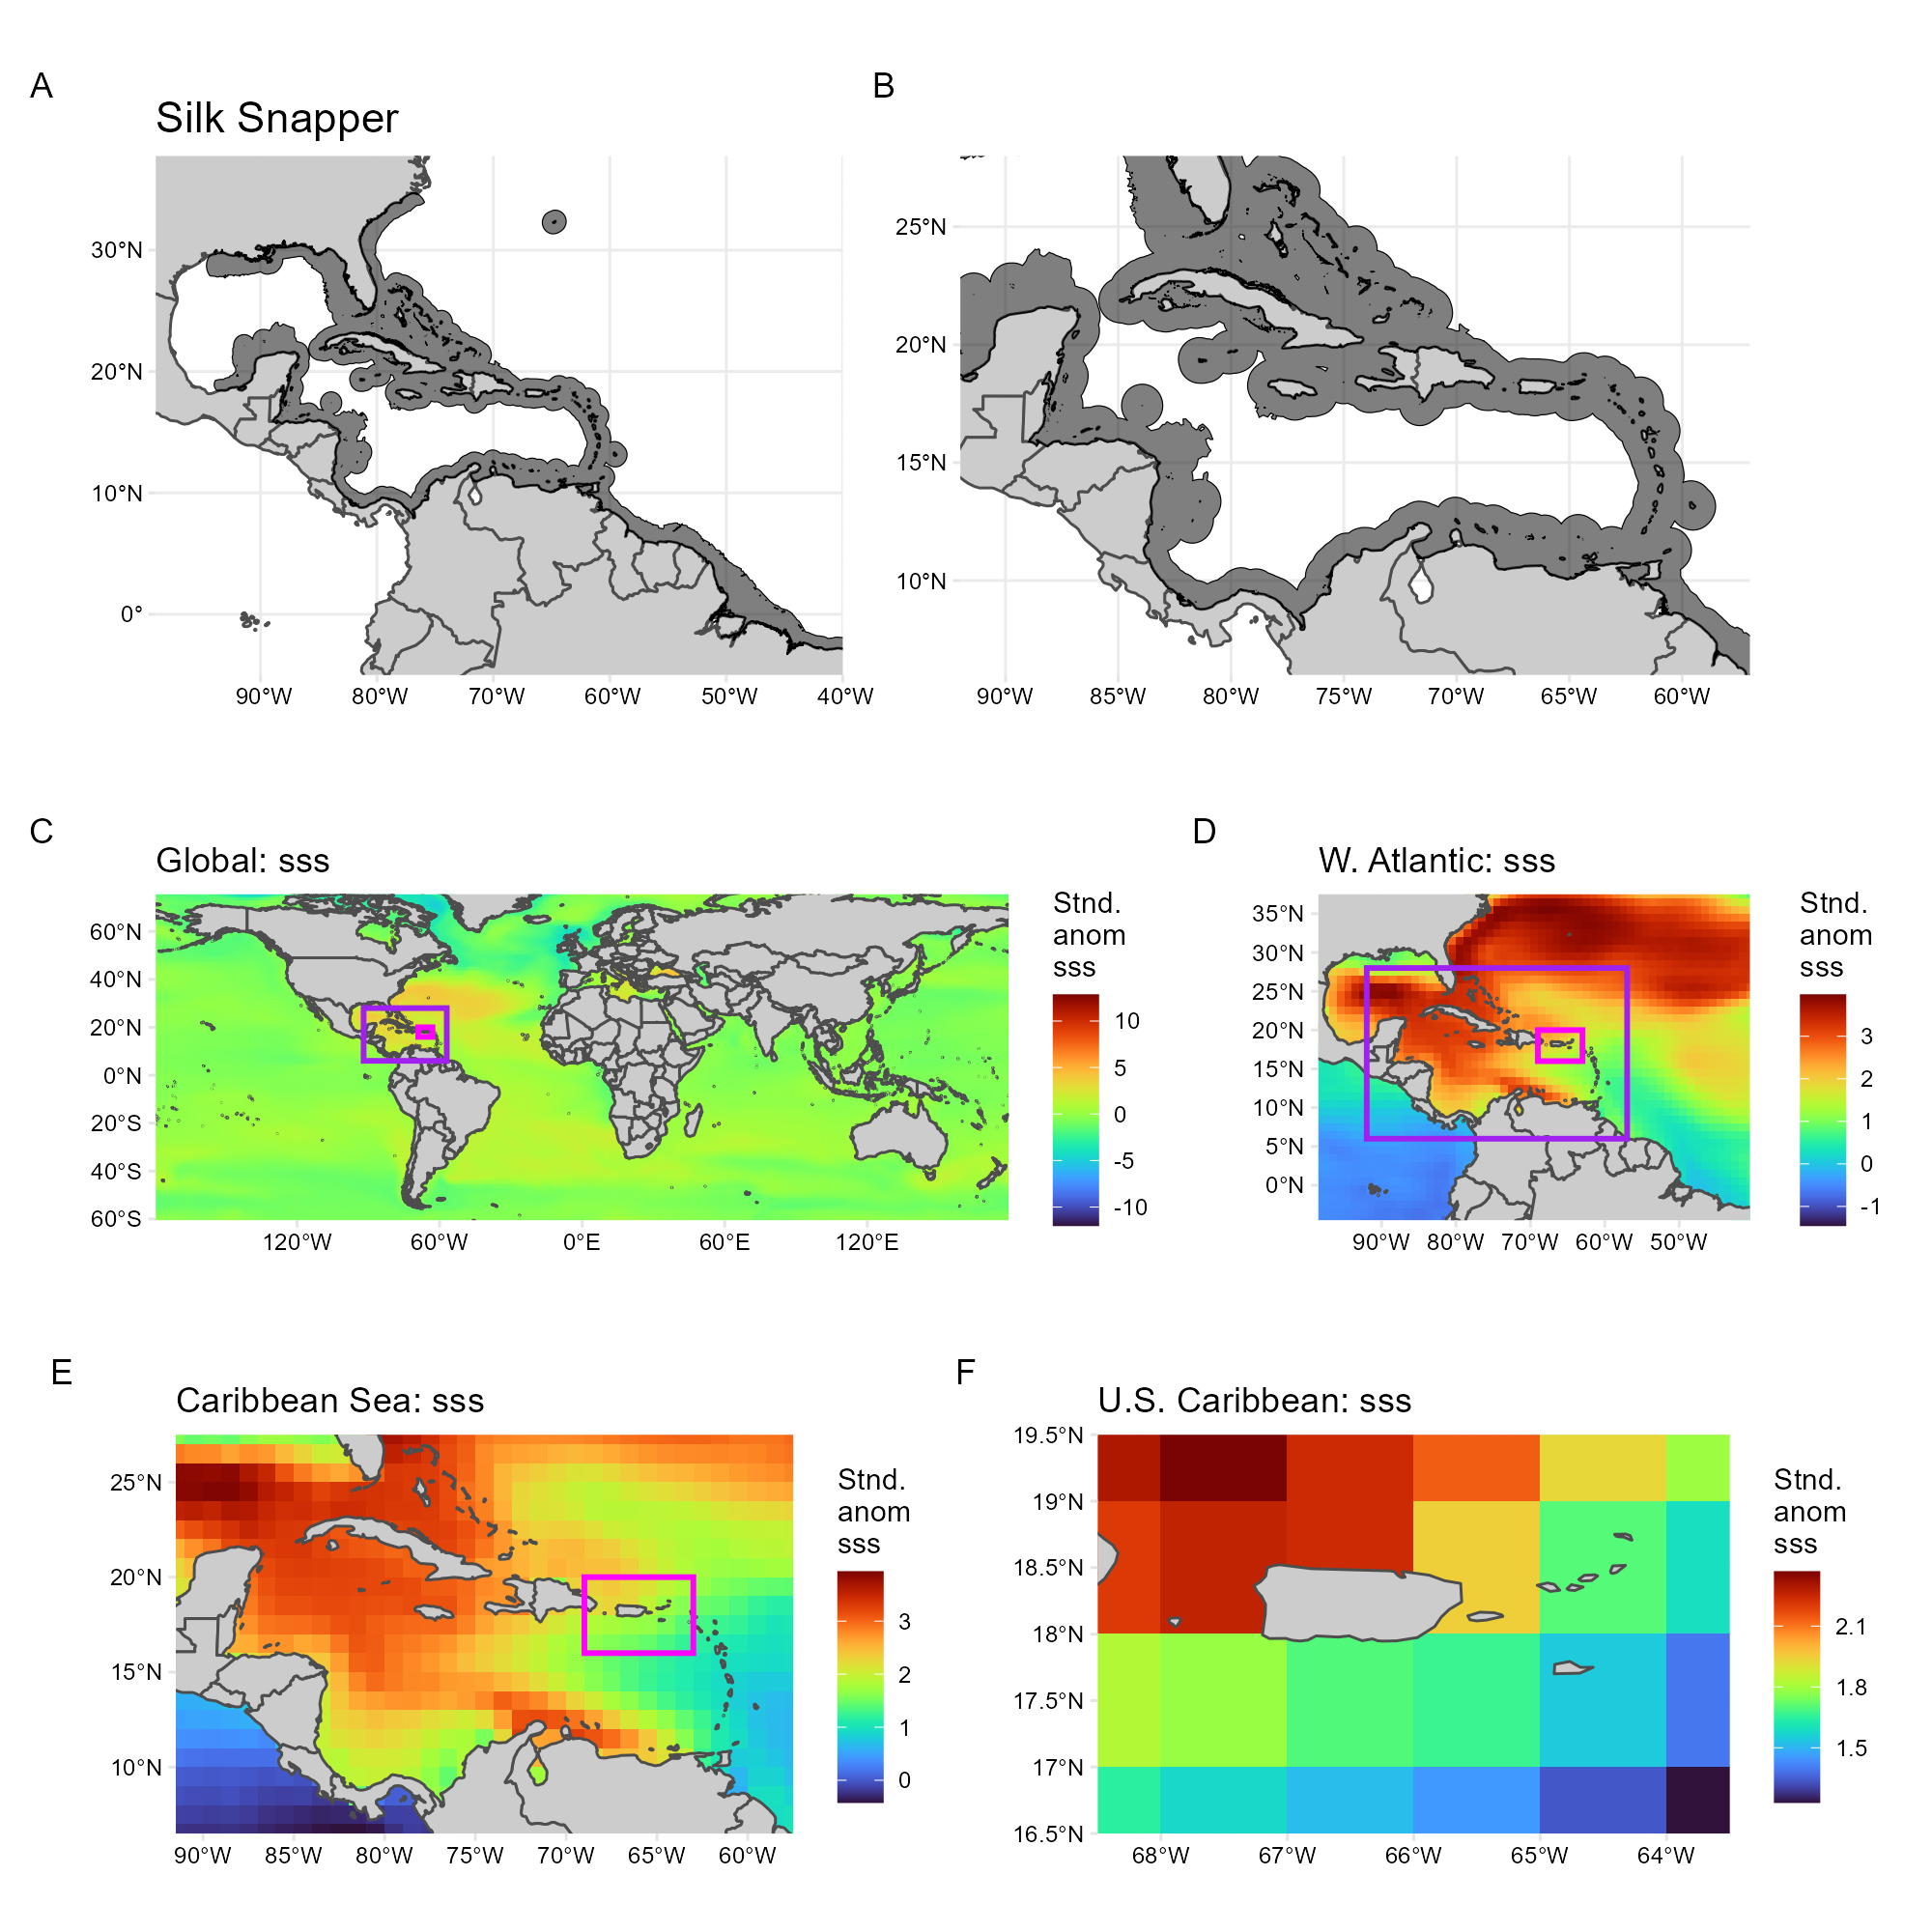 A
B
Silk Snapper
30°N
20°N
10°N
0°
90°W
80°W
70°W
60°W
50°W
40°W
25°N
20°N
15°N
10°N
90°W
85°W
80°W
75°W
70°W
65°W
60°W
C
Global: sss
60°N
40°N
20°N
0°N
20°S
40°S
60°S
120°W
60°W
0°E
60°E
120°E
Stnd.
anom
sss
10
5
0
-5
-10
D
W. Atlantic: sss
35°N
30°N
25°N
20°N
15°N
10°N
5°N
0°N
90°W
80°W
70°W
60°W
50°W
Stnd.
anom
sss
3
2
1
0
-1
E
Caribbean Sea: sss
25°N
20°N
15°N
10°N
90°W
85°W
80°W
75°W
70°W
65°W
60°W
Stnd.
anom
sss
3
2
1
0
F
U.S. Caribbean: sss
19.5°N
19°N
18.5°N
18°N
17.5°N
17°N
16.5°N
68°W
67°W
66°W
65°W
64°W
Stnd.
anom
sss
2.1
1.8
1.5